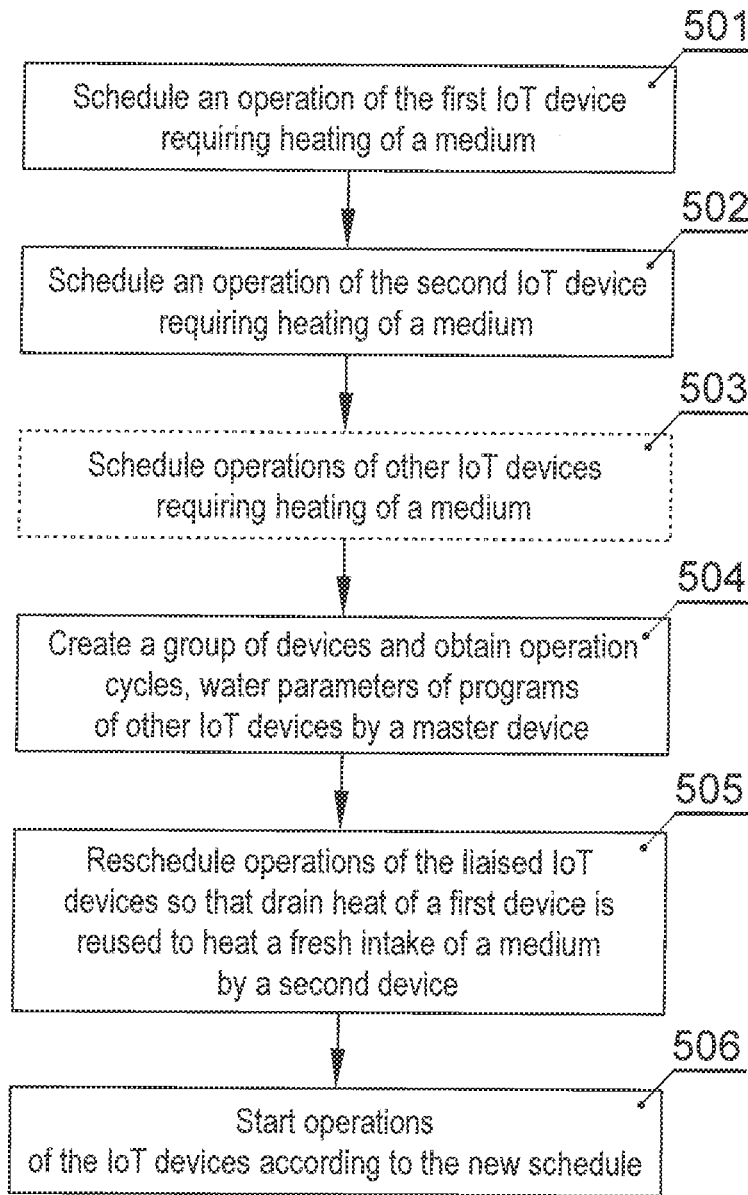 501
Schedule an operation of the first IoT device
requiring heating of a medium
502
Schedule an operation of the second IoT device
requiring heating of a medium
503
Schedule operations of other IoT devices
requiring heating of a medium
504
Create a group of devices and obtain operation
cycles, water parameters of programs
of other IoT devices by a master device
505
Reschedule operations of the liaised IoT
devices so that drain heat of a first device is
reused to heat a fresh intake of a medium
by a second device
506
Start operations
of the IoT devices according to the new schedule